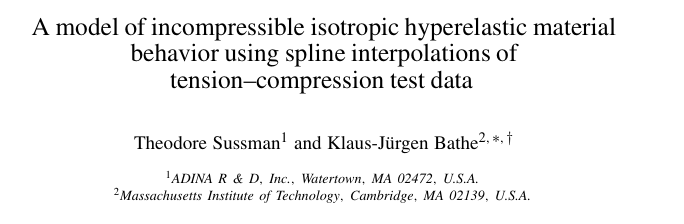 A model of incompressible isotropic hyperelastic material
behavior using spline interpolations of
tension–compression test data
Theodore Sussman¹ and Klaus-Jürgen Bathe²,*,†
¹ADINA R & D, Inc., Watertown, MA 02472, U.S.A.
²Massachusetts Institute of Technology, Cambridge, MA 02139, U.S.A.